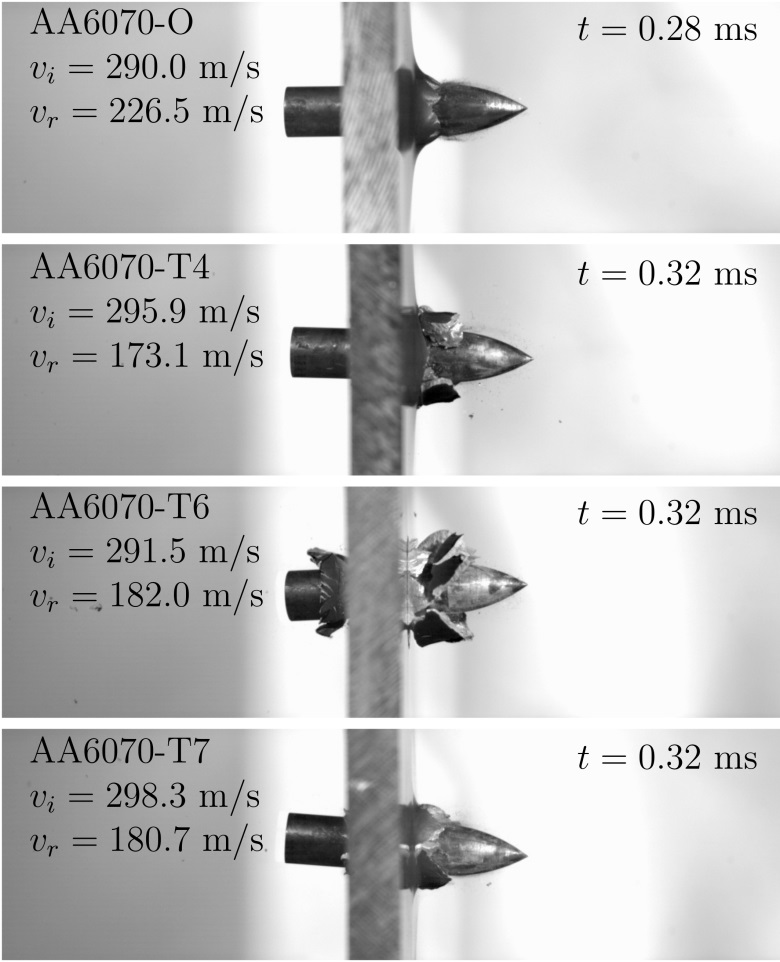 AA6070-O
t = 0.28 ms
v_i = 290.0 m/s
v_r = 226.5 m/s
AA6070-T4
t = 0.32 ms
v_i = 295.9 m/s
v_r = 173.1 m/s
AA6070-T6
t = 0.32 ms
v_i = 291.5 m/s
v_r = 182.0 m/s
AA6070-T7
t = 0.32 ms
v_i = 298.3 m/s
v_r = 180.7 m/s